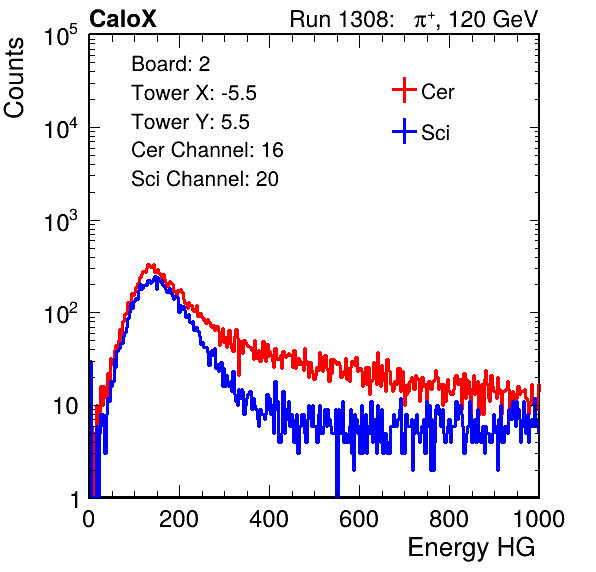 CaloX Run 1308: π⁺, 120 GeV
Counts
10⁵
10⁴
10³
10²
10
1
Board: 2
Tower X: -5.5
Tower Y: 5.5
Cer Channel: 16
Sci Channel: 20
Cer
Sci
0 200 400 600 800 1000
Energy HG